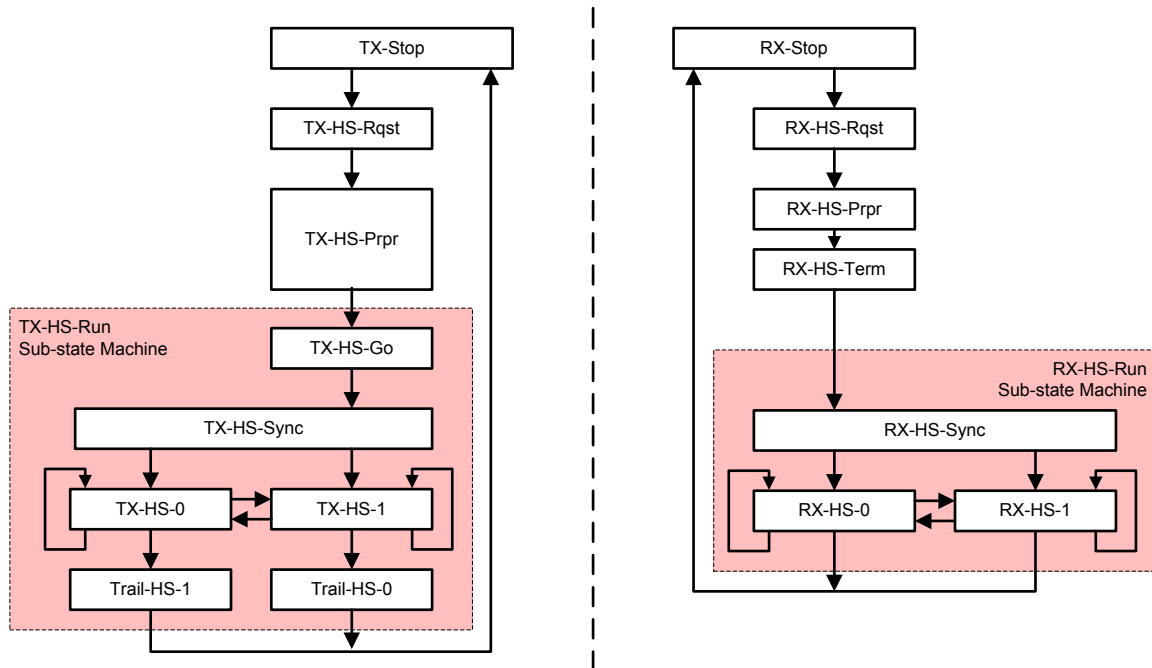 TX-Stop
TX-HS-Rqst
TX-HS-Prpr
TX-HS-Run
Sub-state Machine
TX-HS-Go
TX-HS-Sync
TX-HS-0
TX-HS-1
Trail-HS-1
Trail-HS-0
RX-Stop
RX-HS-Rqst
RX-HS-Prpr
RX-HS-Term
RX-HS-Run
Sub-state Machine
RX-HS-Sync
RX-HS-0
RX-HS-1